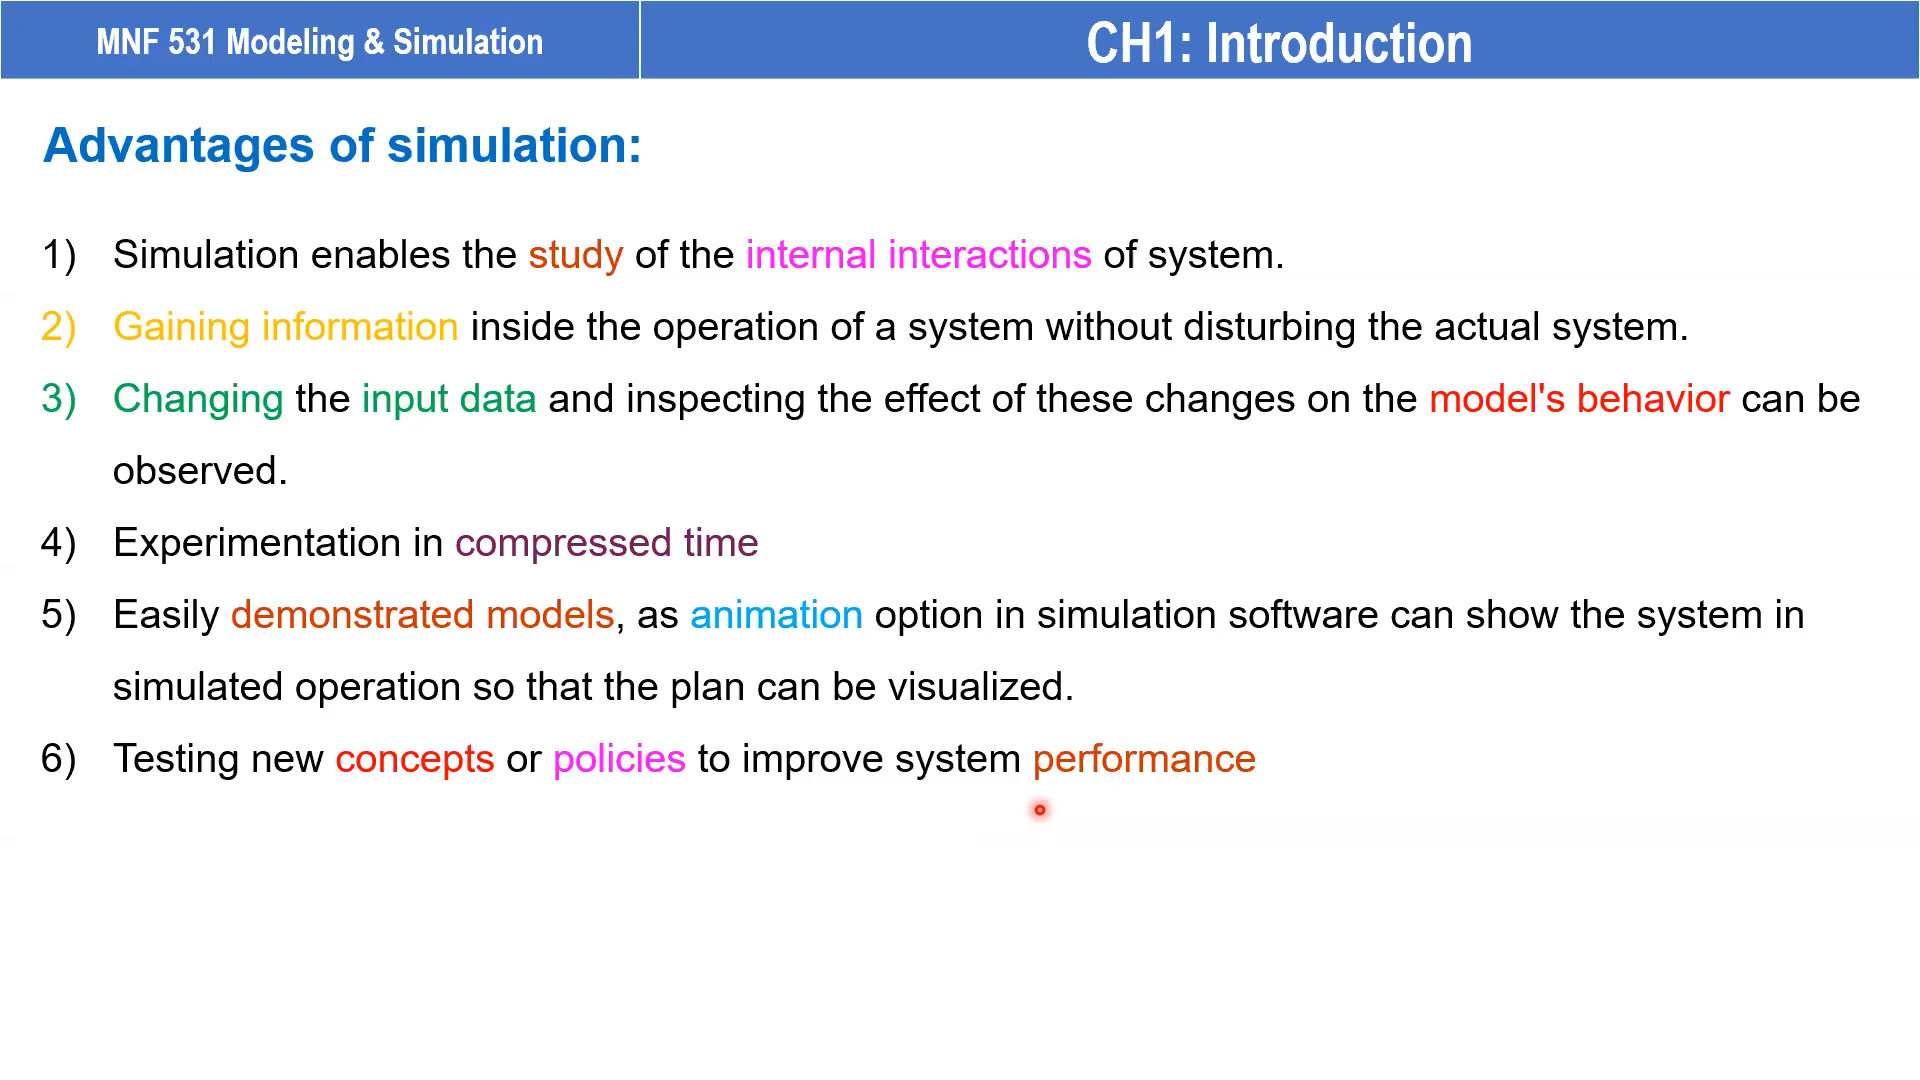 MNF 531 Modeling & Simulation
CH1: Introduction
Advantages of simulation:
1) Simulation enables the study of the internal interactions of system.
2) Gaining information inside the operation of a system without disturbing the actual system.
3) Changing the input data and inspecting the effect of these changes on the model's behavior can be
observed.
4) Experimentation in compressed time
5) Easily demonstrated models, as animation option in simulation software can show the system in
simulated operation so that the plan can be visualized.
6) Testing new concepts or policies to improve system performance